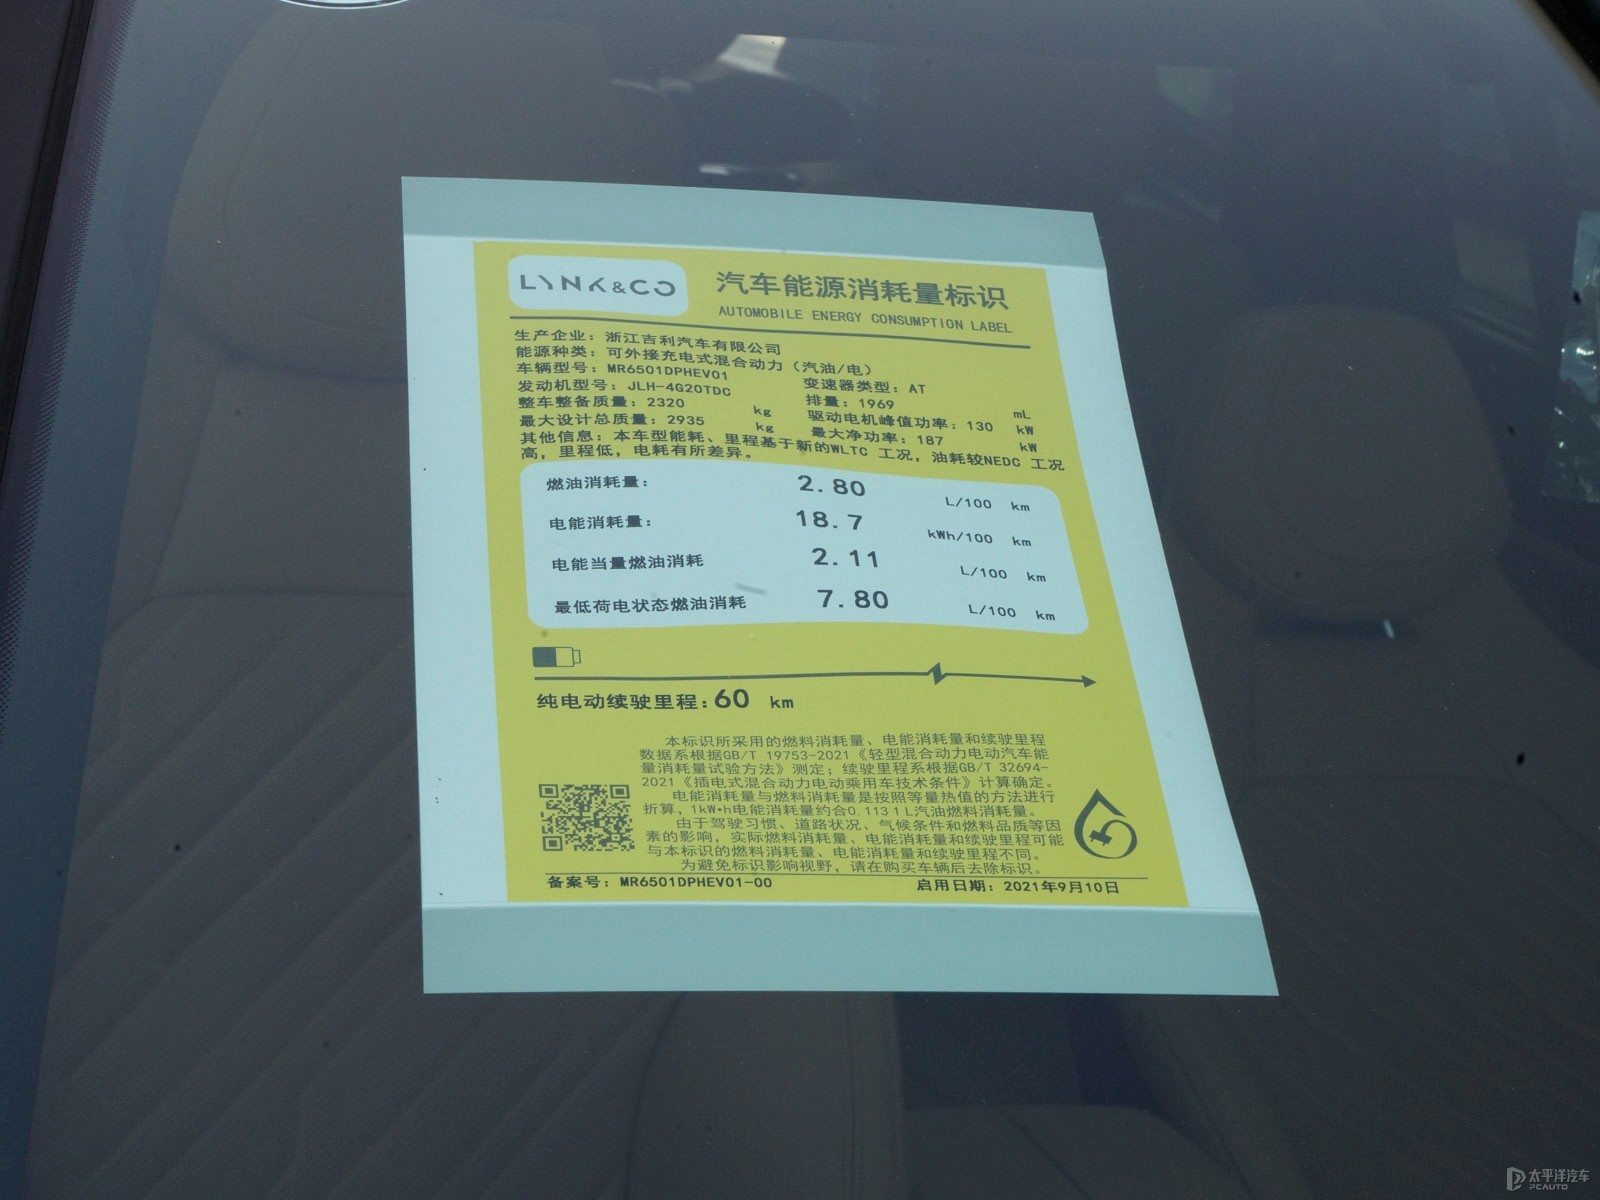 LYNK&CO
汽车能源消耗量标识
AUTOMOBILE ENERGY CONSUMPTION LABEL
生产企业：浙江吉利汽车有限公司
能源种类：可外接充电式混合动力（汽油/电）
车辆型号：MR6501DPHEV01 变速器类型：AT
发动机型号：JLH-4G20TDC 排量：1969 mL
整车整备质量：2320 kg 驱动电机峰值功率：130 kW
最大设计总质量：2935 kg 最大净功率：187 kW
其他信息：本车型能耗、里程基于新的WLTC 工况，油耗较NEDC 工况
高，里程低，电耗有所差异。
燃油消耗量： 2.80 L/100 km
电能消耗量： 18.7 kWh/100 km
电能当量燃油消耗 2.11 L/100 km
最低荷电状态燃油消耗 7.80 L/100 km
纯电动续驶里程：60 km
本标识所采用的燃料消耗量、电能消耗量和续驶里程
数据系根据GB/T 19753-2021《轻型混合动力电动汽车能
量消耗量试验方法》测定；续驶里程系根据GB/T 32694-
2021《插电式混合动力电动乘用车技术条件》计算确定。
电能消耗量与燃料消耗量是按照等量热值的方法进行
折算，1kW•h电能消耗量约合0.1131L汽油燃料消耗量。
由于驾驶习惯、道路状况、气候条件和燃料品质等因
素的影响，实际燃料消耗量、电能消耗量和续驶里程可能
与本标识的燃料消耗量、电能消耗量和续驶里程不同。
为避免标识影响视野，请在购买车辆后去除标识。
备案号：MR6501DPHEV01-00 启用日期：2021年9月10日
太平洋汽车
PCAUTO